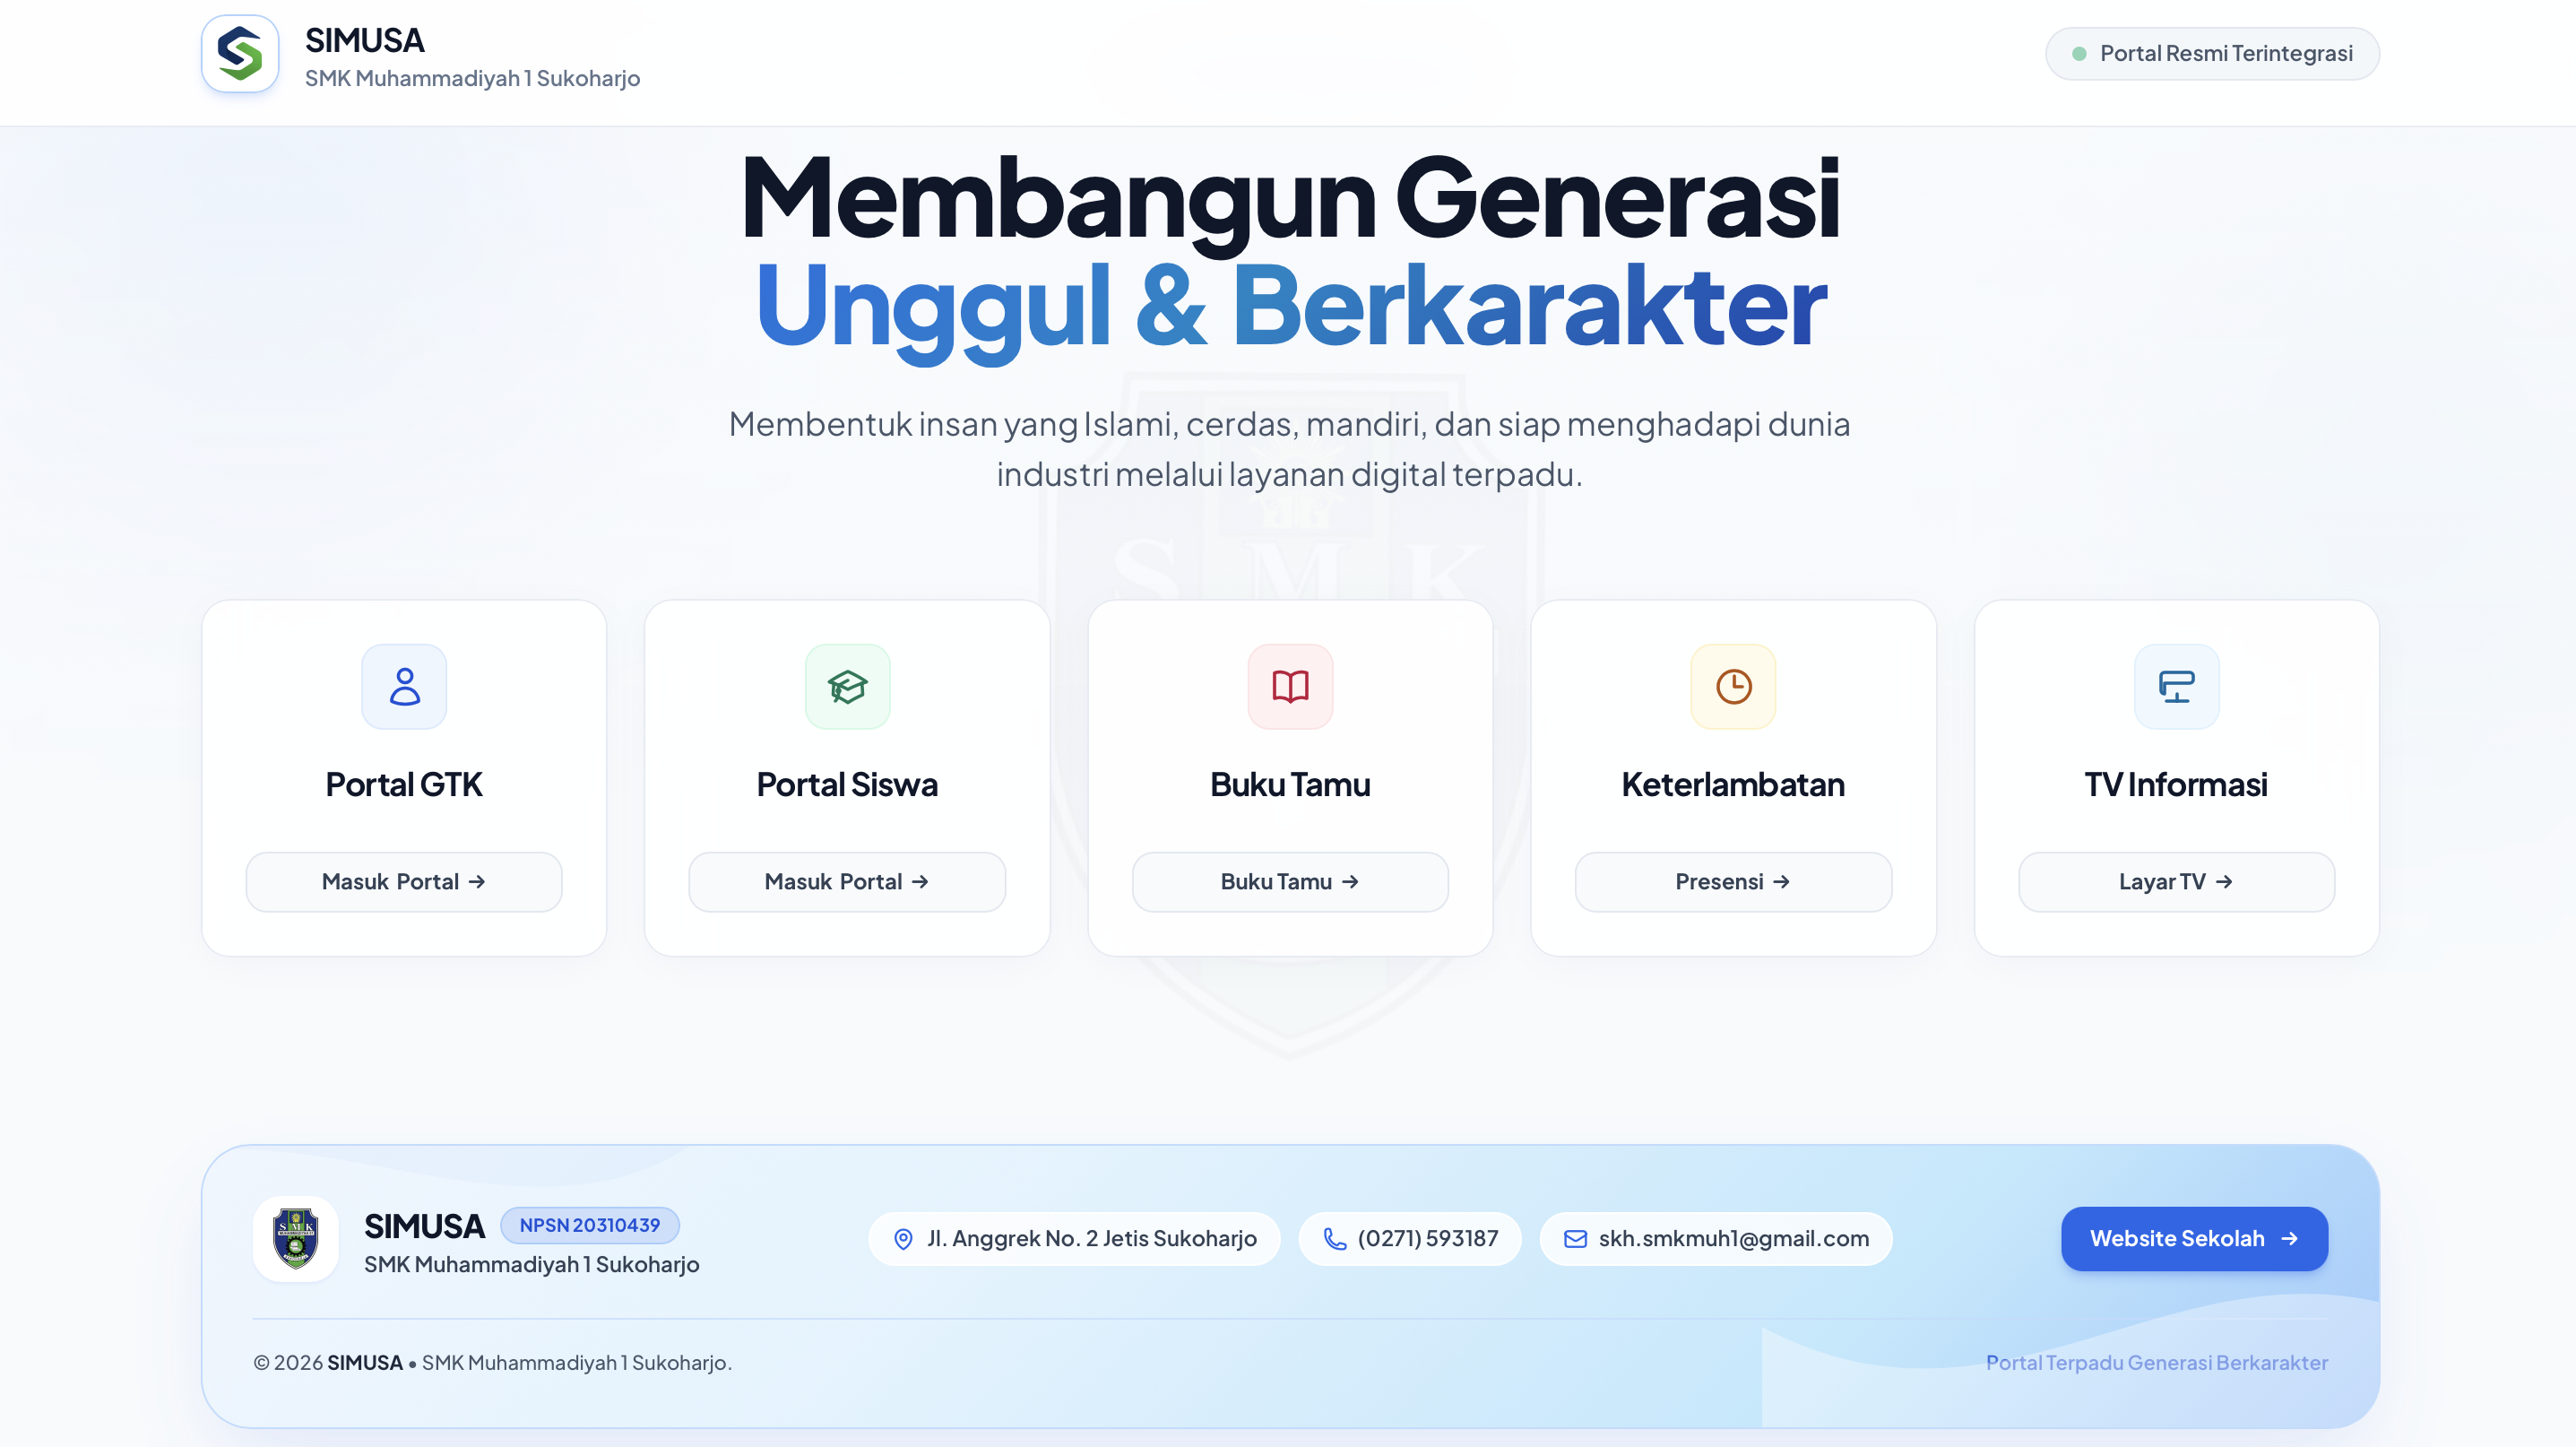 SIMUSA
SMK Muhammadiyah 1 Sukoharjo
Portal Resmi Terintegrasi
Membangun Generasi
Unggul & Berkarakter
Membentuk insan yang Islami, cerdas, mandiri, dan siap menghadapi dunia
industri melalui layanan digital terpadu.
S M K
Portal GTK
Masuk Portal →
Portal Siswa
Masuk Portal →
Buku Tamu
Buku Tamu →
Keterlambatan
Presensi →
TV Informasi
Layar TV →
S M K
SIMUSA
NPSN 20310439
SMK Muhammadiyah 1 Sukoharjo
Jl. Anggrek No. 2 Jetis Sukoharjo
(0271) 593187
skh.smkmuh1@gmail.com
Website Sekolah →
© 2026 SIMUSA • SMK Muhammadiyah 1 Sukoharjo.
Portal Terpadu Generasi Berkarakter